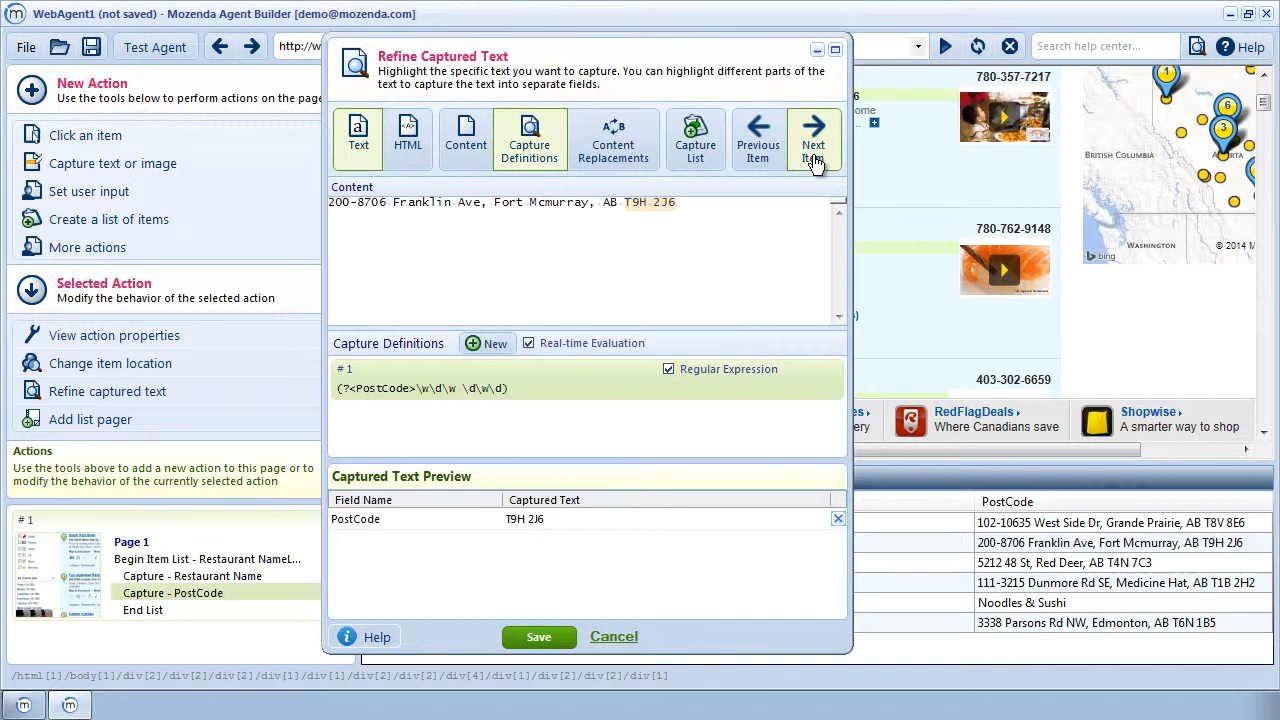 WebAgent1 (not saved) - Mozenda Agent Builder [demo@mozenda.com]
File
Test Agent
http://w
Search help center...
Help
New Action
Use the tools below to perform actions on the page
Click an item
Capture text or image
Set user input
Create a list of items
More actions
Selected Action
Modify the behavior of the selected action
View action properties
Change item location
Refine captured text
Add list pager
Actions
Use the tools above to add a new action to this page or to
modify the behavior of the currently selected action
# 1
Page 1
Begin Item List - Restaurant NameL...
Capture - Restaurant Name
Capture - PostCode
End List
Refine Captured Text
Highlight the specific text you want to capture. You can highlight different parts of the
text to capture the text into separate fields.
Text
HTML
Content
Capture
Definitions
Content
Replacements
Capture
List
Previous
Item
Next
Item
Content
200-8706 Franklin Ave, Fort Mcmurray, AB T9H 2J6
Capture Definitions
New
Real-time Evaluation
# 1
Regular Expression
(?<PostCode>\w\d\w \d\w\d)
Captured Text Preview
Field Name
Captured Text
PostCode
T9H 2J6
Help
Save
Cancel
780-357-7217
6
ome
...
780-762-9148
)
403-302-6659
1
6
3
BRITISH COLUMBIA
WASHINGTON
© 2014 M
bing
es ›
ery
RedFlagDeals ›
Where Canadians save
Shopwise ›
A smarter way to shop
PostCode
102-10635 West Side Dr, Grande Prairie, AB T8V 8E6
200-8706 Franklin Ave, Fort Mcmurray, AB T9H 2J6
5212 48 St, Red Deer, AB T4N 7C3
111-3215 Dunmore Rd SE, Medicine Hat, AB T1B 2H2
Noodles & Sushi
3338 Parsons Rd NW, Edmonton, AB T6N 1B5
/html[1]/body[1]/div[2]/div[2]/div[1]/div[1]/div[2]/div[2]/div[4]/div[1]/div[2]/div[2]/div[1]